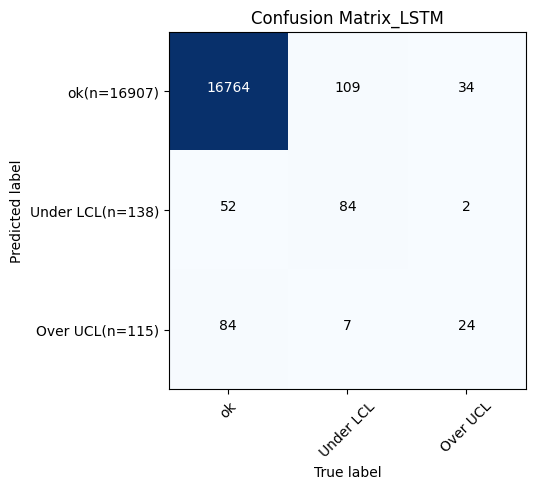 Confusion Matrix_LSTM
Predicted label
ok(n=16907) 16764 109 34
Under LCL(n=138) 52 84 2
Over UCL(n=115) 84 7 24
ok Under LCL Over UCL
True label